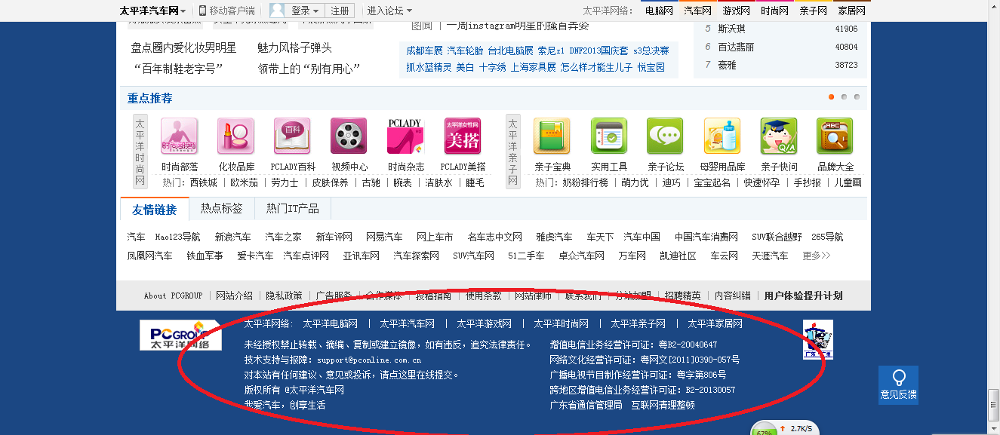 太平洋汽车网 移动客户端 登录 注册 进入论坛 太平洋网络: 电脑网 汽车网 游戏网 时尚网 亲子网 家居网
图闻 | 一周instagram明星的搔首弄姿
5 斯沃琪 41906
盘点圈内爱化妆男明星 魅力风格子弹头
成都车展 汽车轮胎 台北电脑展 索尼z1 DNF2013国庆套 s3总决赛
6 百达翡丽 40804
“百年制鞋老字号” 领带上的“别有用心”
抓水蓝精灵 美白 十字绣 上海家具展 怎么样才能生儿子 悦宝园
7 豪雅 38723
重点推荐
太平洋时尚网
时尚部落 化妆品库 PCLADY百科 视频中心 时尚杂志 PCLADY美搭
热门: 西铁城 | 欧米茄 | 劳力士 | 皮肤保养 | 古驰 | 腕表 | 洁肤水 | 睫毛
太平洋亲子网
亲子宝典 实用工具 亲子论坛 母婴用品库 亲子快问 品牌大全
热门: 奶粉排行榜 | 萌力优 | 迪巧 | 宝宝起名 | 快速怀孕 | 手抄报 | 儿童画
友情链接 热点标签 热门IT产品
汽车 Hao123导航 新浪汽车 汽车之家 新车评网 网易汽车 网上车市 名车志中文网 雅虎汽车 车天下 汽车中国 中国汽车消费网 SUV联合越野 265导航
凤凰网汽车 铁血军事 爱卡汽车 汽车点评网 亚讯车网 汽车探索网 SUV汽车网 51二手车 卓众汽车网 万车网 凯迪社区 车云网 天涯汽车 更多>>
About PCGROUP | 网站介绍 | 隐私政策 | 广告服务 | 合作媒体 | 投稿指南 | 使用条款 | 网站律师 | 联系我们 | 分站加盟 | 招聘精英 | 内容纠错 | 用户体验提升计划
PCGROUP
太平洋网络
太平洋网络: 太平洋电脑网 | 太平洋汽车网 | 太平洋游戏网 | 太平洋时尚网 | 太平洋亲子网 | 太平洋家居网
未经授权禁止转载、摘编、复制或建立镜像，如有违反，追究法律责任。
技术支持与报障: support@pconline.com.cn
对本站有任何建议、意见或投诉，请点这里在线提交。
版权所有 @太平洋汽车网
我爱汽车，创享生活
增值电信业务经营许可证: 粤B2-20040647
网络文化经营许可证: 粤网文[2011]0390-057号
广播电视节目制作经营许可证: 粤字第806号
跨地区增值电信业务经营许可证: B2-20130057
广东省通信管理局 互联网清理整顿
意见反馈
67% 2.7K/S